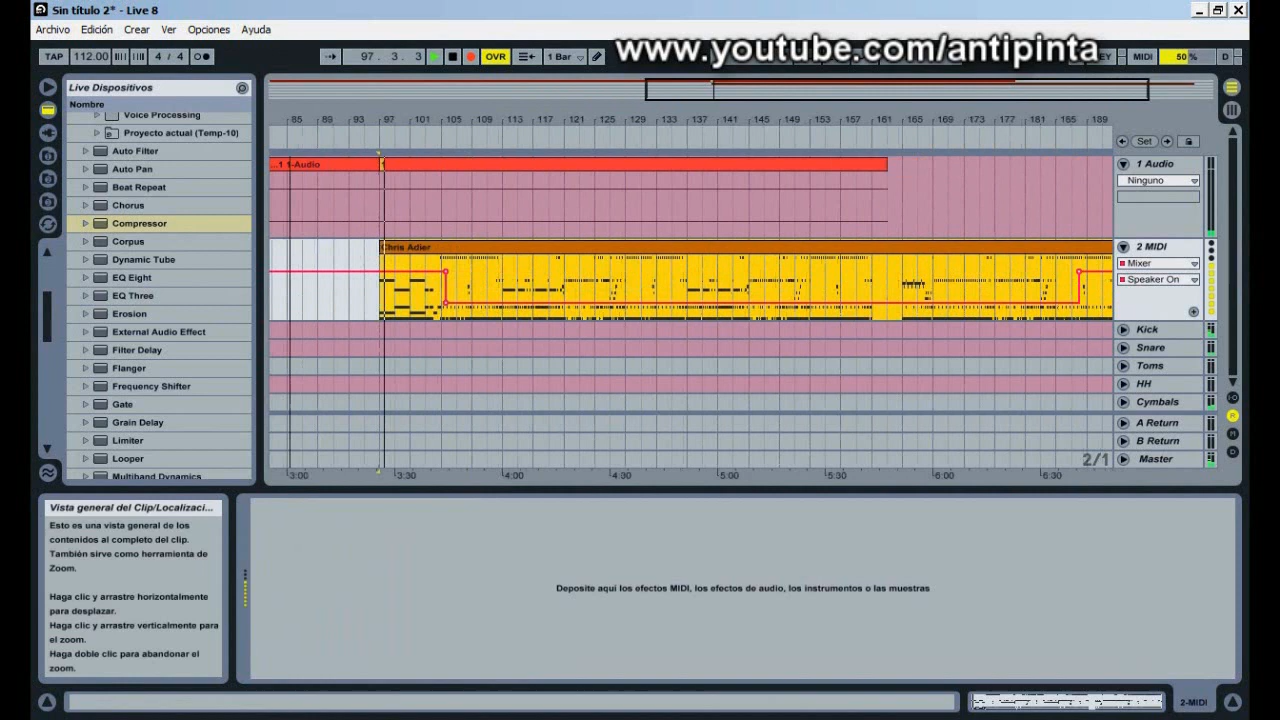 Sin título 2* - Live 8
Archivo Edición Crear Ver Opciones Ayuda
www.youtube.com/antipinta
TAP 112.00 4 / 4 97. 3. 3 OVR 1 Bar EY MIDI 50 % D
Live Dispositivos
Nombre
Voice Processing
Proyecto actual (Temp-10)
Auto Filter
Auto Pan
Beat Repeat
Chorus
Compressor
Corpus
Dynamic Tube
EQ Eight
EQ Three
Erosion
External Audio Effect
Filter Delay
Flanger
Frequency Shifter
Gate
Grain Delay
Limiter
Looper
Multiband Dynamics
85 89 93 97 101 105 109 113 117 121 125 129 133 137 141 145 149 153 157 161 165 169
Set
...1 1-Audio
1 Audio
Ninguno
Chris Adler
2 MIDI
Mixer
Speaker On
Kick
Snare
Toms
HH
Cymbals
A Return
B Return
2/1 Master
3:00 3:30 4:00 4:30 5:00 5:30 6:00 6:30
Vista general del Clip/Localizaci...
Esto es una vista general de los
contenidos al completo del clip.
También sirve como herramienta de
Zoom.
Haga clic y arrastre horizontalmente
para desplazar.
Haga clic y arrastre verticalmente para
el zoom.
Haga doble clic para abandonar el
zoom.
Deposite aquí los efectos MIDI, los efectos de audio, los instrumentos o las muestras
2-MIDI